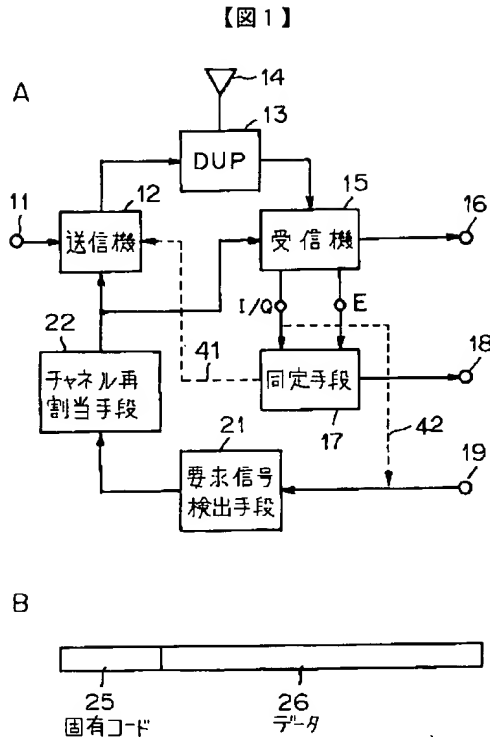 【図1】
A
14
13
DUP
11
12
送信機
15
受信機
16
I/Q
E
22
チャネル再
割当手段
41
同定手段
17
18
42
21
要求信号
検出手段
19
B
25
固有コード
26
データ